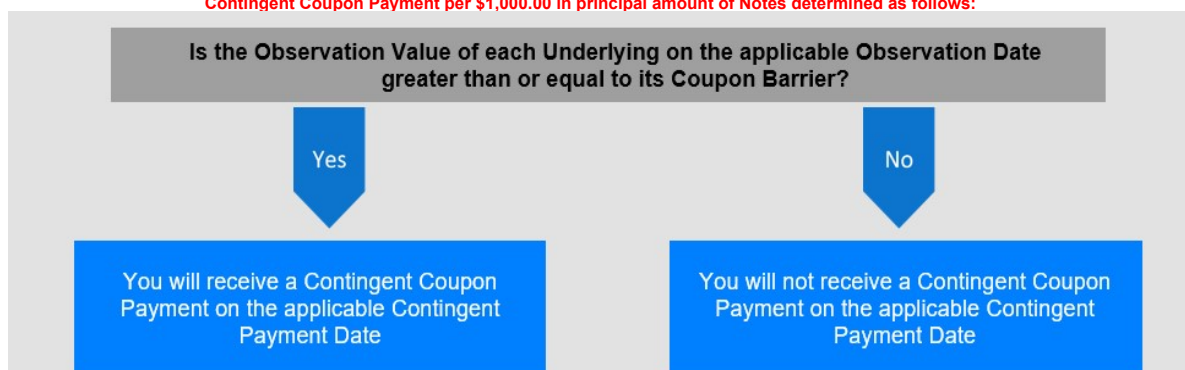 Contingent Coupon Payment per $1,000.00 in principal amount of Notes determined as follows:
Is the Observation Value of each Underlying on the applicable Observation Date
greater than or equal to its Coupon Barrier?
Yes
No
You will receive a Contingent Coupon
Payment on the applicable Contingent
Payment Date
You will not receive a Contingent Coupon
Payment on the applicable Contingent
Payment Date